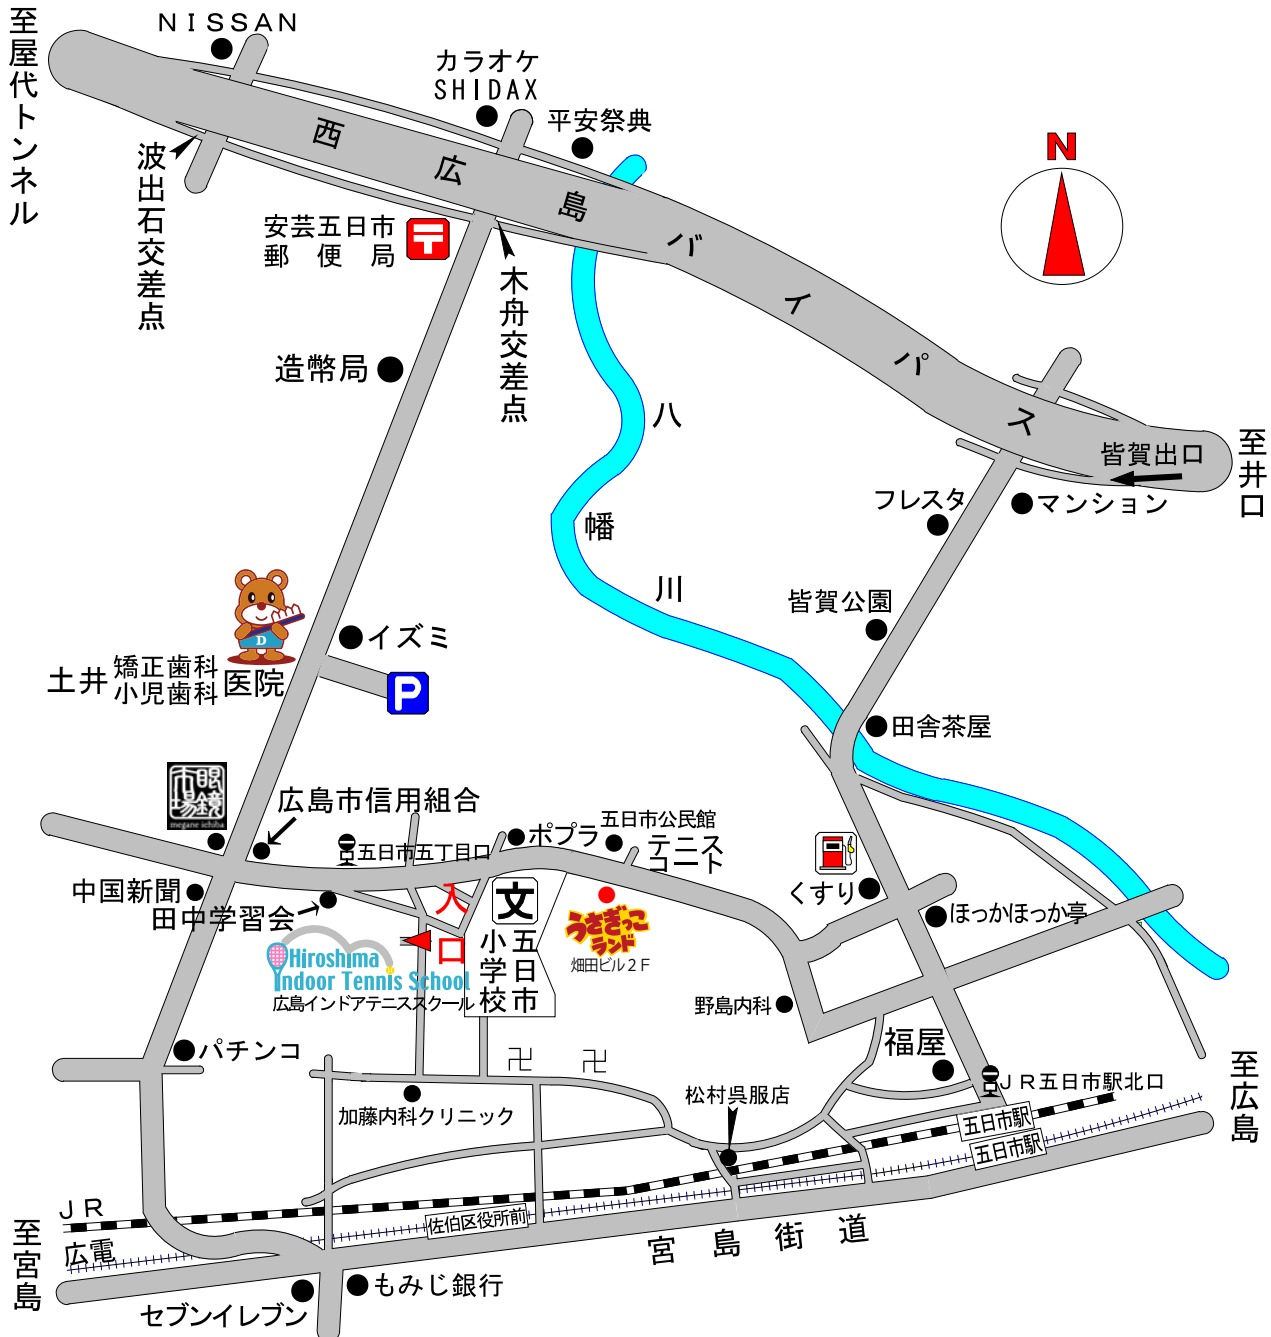 至屋代トンネル
ＮＩＳＳＡＮ
カラオケ
SHIDAX
平安祭典
N
西広島バイパス
波出石交差点
安芸五日市
郵便局
木舟交差点
造幣局
八幡川
皆賀出口
至井口
フレスタ
マンション
皆賀公園
D
イズミ
土井
矯正歯科
小児歯科
医院
P
田舎茶屋
眼鏡市場
megane ichiba
広島市信用組合
五日市五丁目口
ポプラ
五日市公民館
テニス
コート
中国新聞
田中学習会
入口
文
五日市
小学校
うさぎっこ
ランド
畑田ビル２Ｆ
くすり
ほっかほっか亭
Hiroshima
Indoor Tennis School
広島インドアテニススクール
野島内科
福屋
パチンコ
卍
卍
加藤内科クリニック
松村呉服店
ＪＲ五日市駅北口
至広島
五日市駅
五日市駅
ＪＲ
広電
佐伯区役所前
宮島街道
至宮島
もみじ銀行
セブンイレブン